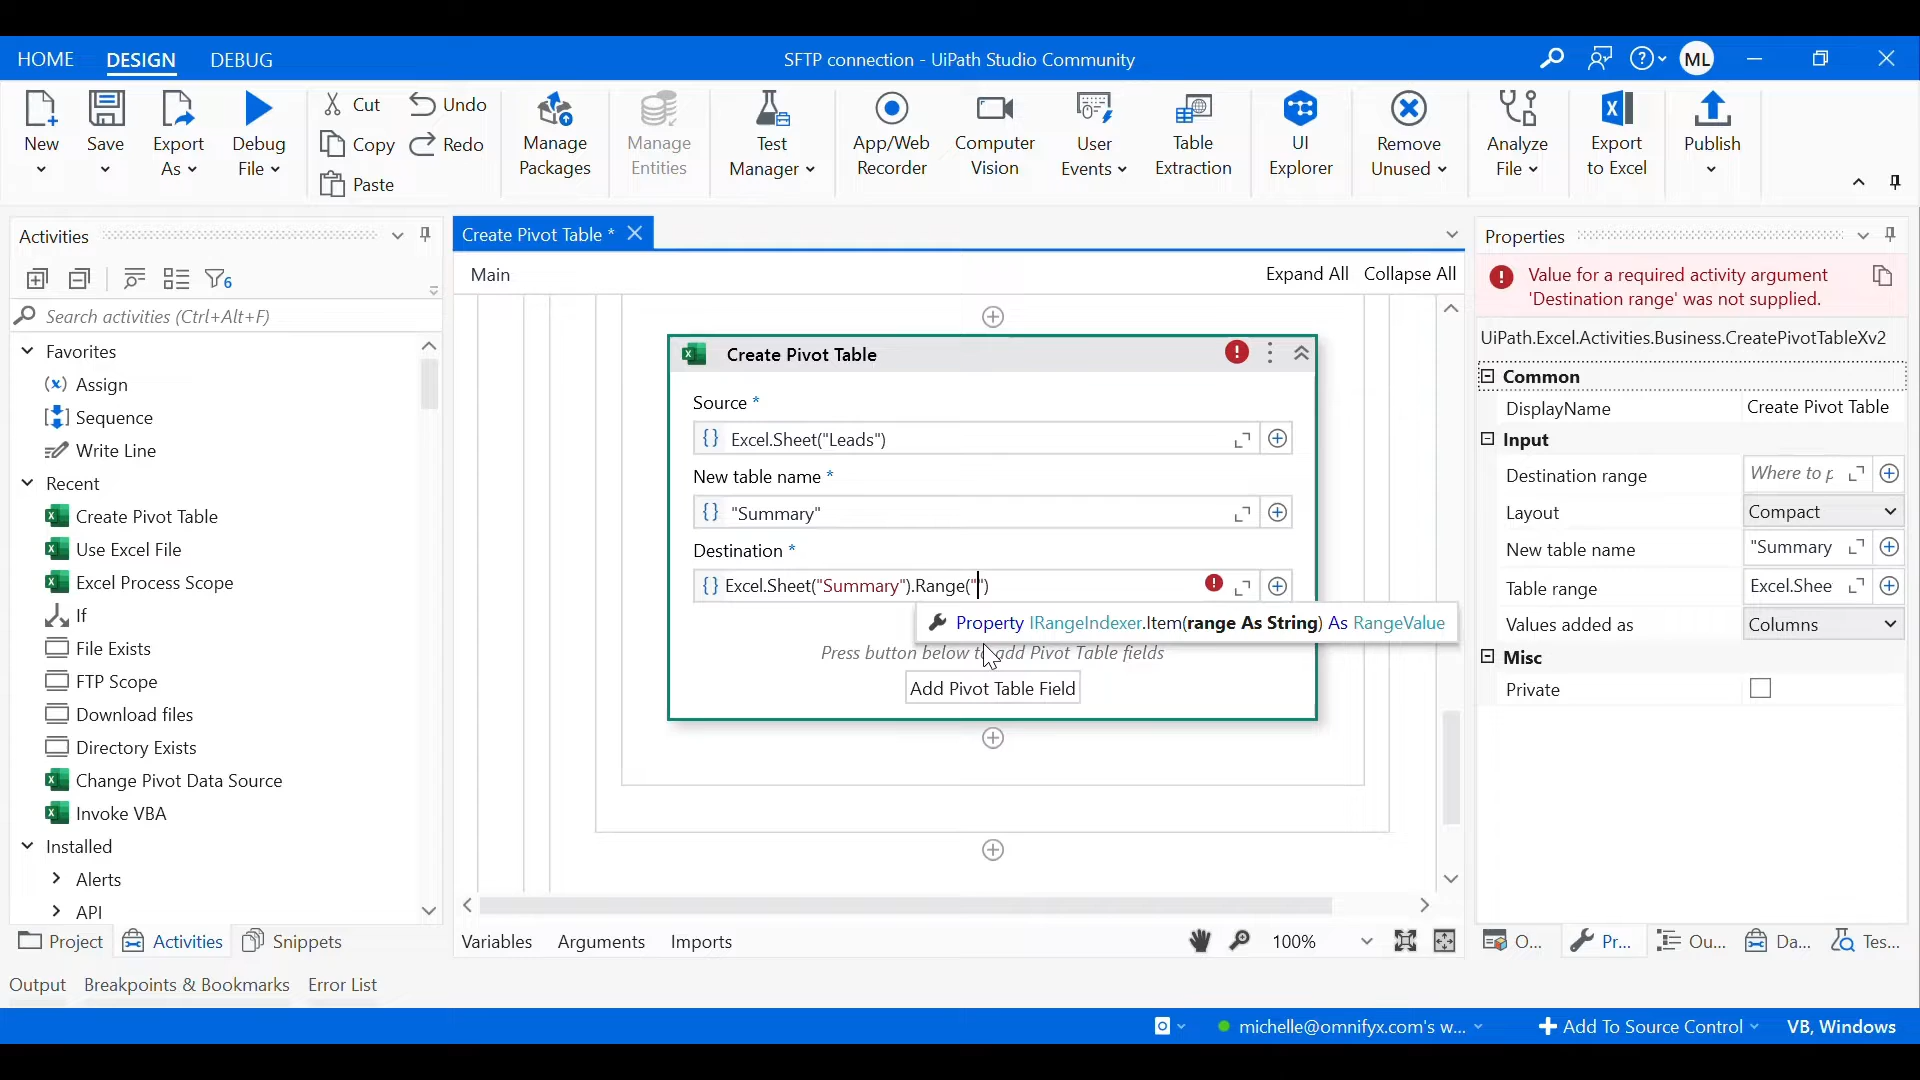 HOME DESIGN DEBUG
SFTP connection - UiPath Studio Community
ML
New
Save
Export As
Debug File
Cut
Copy
Paste
Undo
Redo
Manage Packages
Manage Entities
Test Manager
App/Web Recorder
Computer Vision
User Events
Table Extraction
UI Explorer
Remove Unused
Analyze File
Export to Excel
Publish
Activities
6
Search activities (Ctrl+Alt+F)
Favorites
Assign
Sequence
Write Line
Recent
Create Pivot Table
Use Excel File
Excel Process Scope
If
File Exists
FTP Scope
Download files
Directory Exists
Change Pivot Data Source
Invoke VBA
Installed
Alerts
API
Project Activities Snippets
Create Pivot Table *
Main
Expand All Collapse All
Create Pivot Table
Source *
Excel.Sheet("Leads")
New table name *
"Summary"
Destination *
Excel.Sheet("Summary").Range("")
Property IRangeIndexer.Item(range As String) As RangeValue
Press button below to add Pivot Table fields
Add Pivot Table Field
Variables Arguments Imports
100%
Properties
Value for a required activity argument
'Destination range' was not supplied.
UiPath.Excel.Activities.Business.CreatePivotTableXv2
Common
DisplayName Create Pivot Table
Input
Destination range Where to p
Layout Compact
New table name "Summary
Table range Excel.Shee
Values added as Columns
Misc
Private
O... Pr... Ou... Da... Tes...
Output Breakpoints & Bookmarks Error List
michelle@omnifyx.com's w...
Add To Source Control
VB, Windows